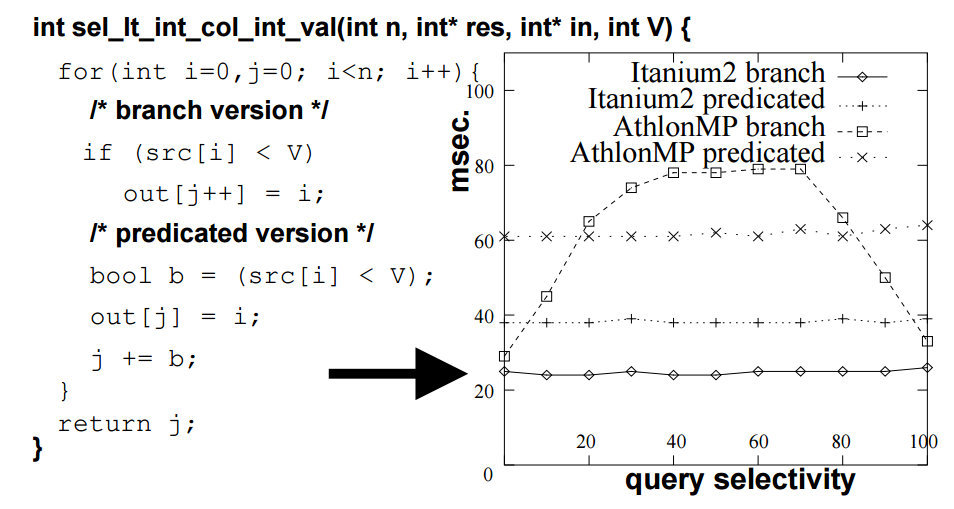 int sel_lt_int_col_int_val(int n, int* res, int* in, int V) {
for(int i=0,j=0; i<n; i++){
/* branch version */
if (src[i] < V)
out[j++] = i;
/* predicated version */
bool b = (src[i] < V);
out[j] = i;
j += b;
}
return j;
}
Itanium2 branch
Itanium2 predicated
AthlonMP branch
AthlonMP predicated
msec.
100
80
60
40
20
0
20 40 60 80 100
query selectivity